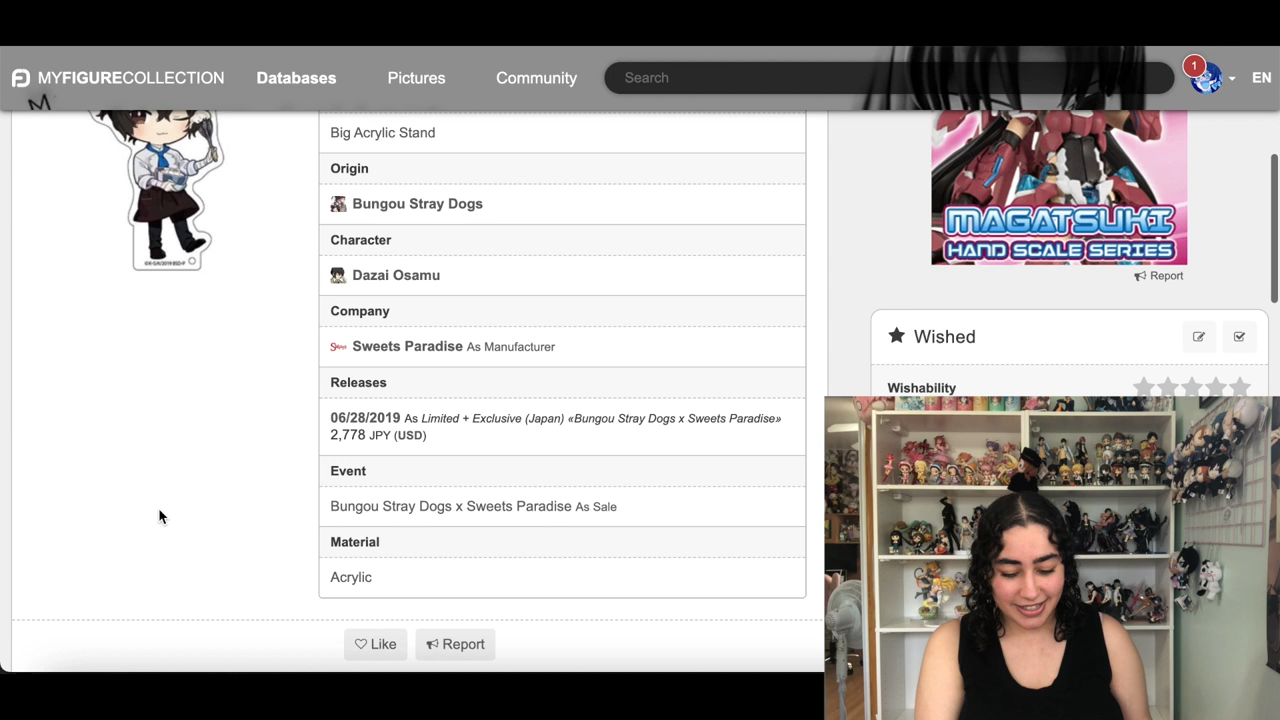 MYFIGURECOLLECTION
Databases
Pictures
Community
Search
1
EN
M
Big Acrylic Stand
Origin
Bungou Stray Dogs
Character
Dazai Osamu
Company
Sweets Paradise As Manufacturer
Releases
06/28/2019 As Limited + Exclusive (Japan) «Bungou Stray Dogs x Sweets Paradise»
2,778 JPY (USD)
Event
Bungou Stray Dogs x Sweets Paradise As Sale
Material
Acrylic
Like
Report
MAGATSUKI
HAND SCALE SERIES
Report
Wished
Wishability